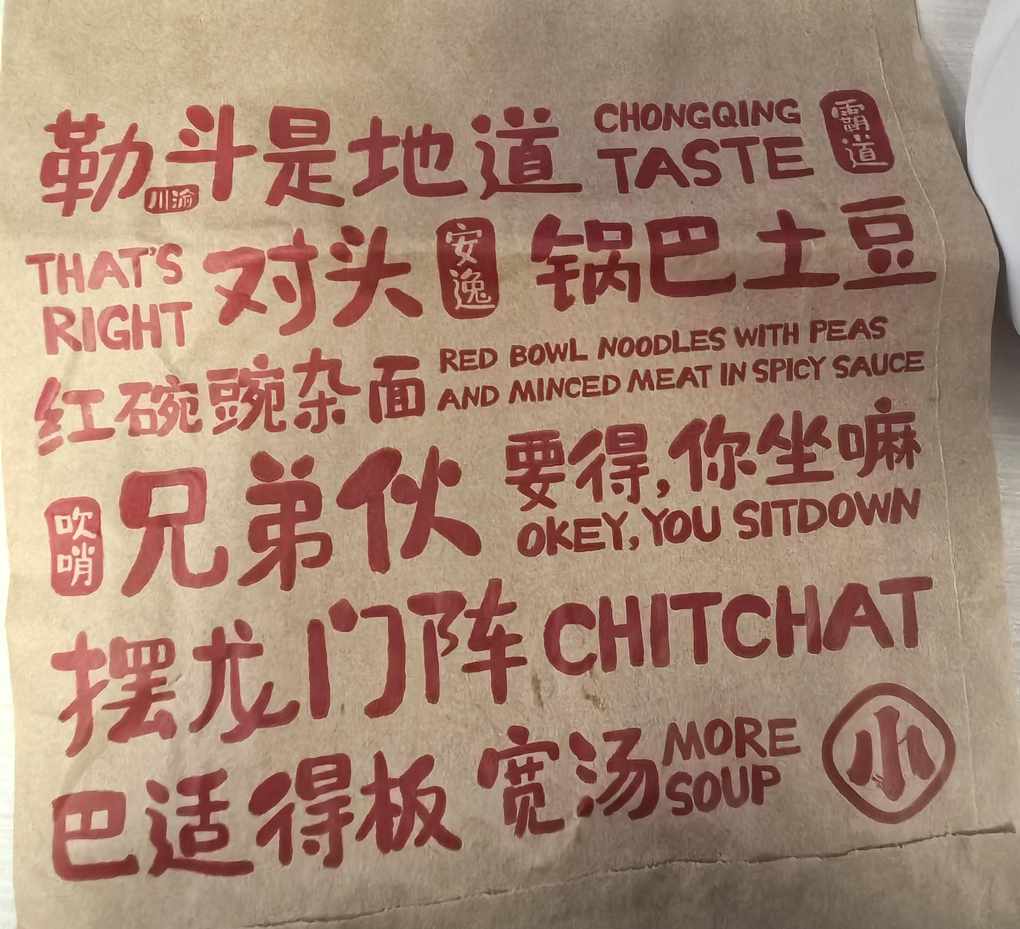 勒斗是地道 川渝 CHONGQING TASTE 霸道
THAT'S RIGHT 对头 安逸 锅巴土豆
红碗豌杂面 RED BOWL NOODLES WITH PEAS
AND MINCED MEAT IN SPICY SAUCE
吹哨 兄弟伙 要得,你坐嘛
OKEY,YOU SITDOWN
摆龙门阵 CHITCHAT
巴适得板 宽汤 MORE SOUP 小